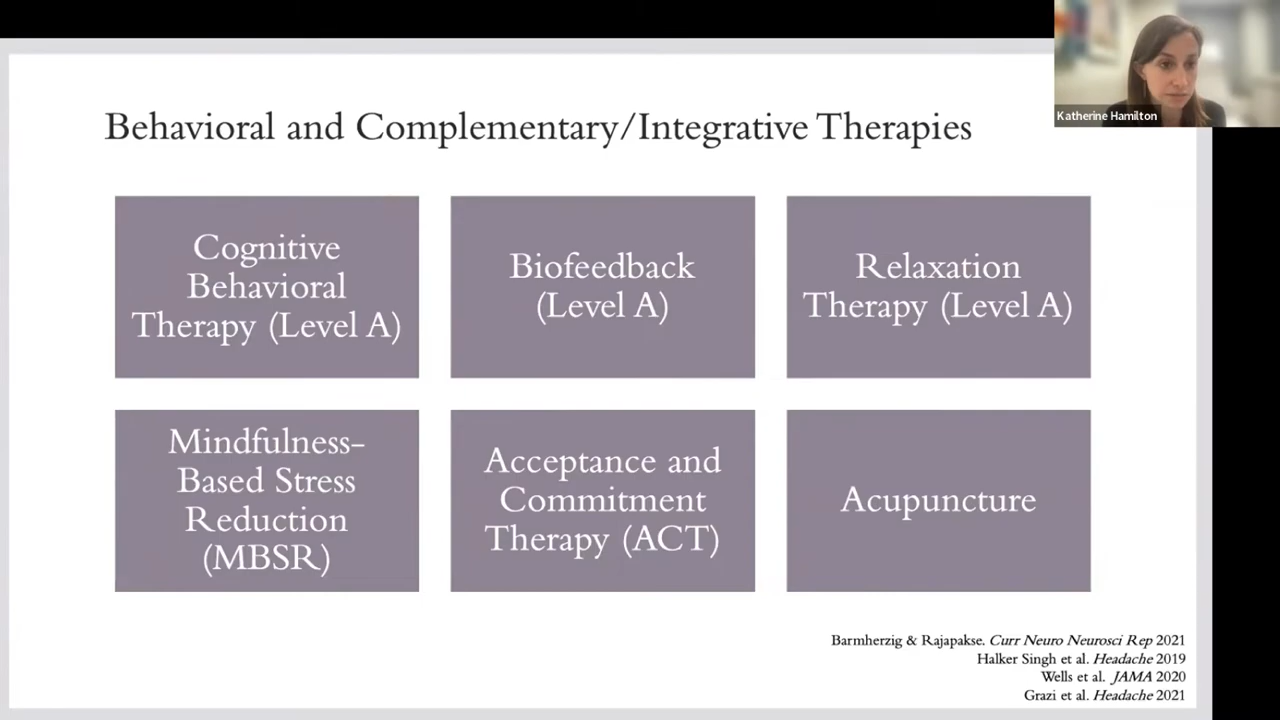 Katherine Hamilton
Behavioral and Complementary/Integrative Therapies
Cognitive
Behavioral
Therapy (Level A)
Biofeedback
(Level A)
Relaxation
Therapy (Level A)
Mindfulness-
Based Stress
Reduction
(MBSR)
Acceptance and
Commitment
Therapy (ACT)
Acupuncture
Barmherzig & Rajapakse. Curr Neuro Neurosci Rep 2021
Halker Singh et al. Headache 2019
Wells et al. JAMA 2020
Grazi et al. Headache 2021